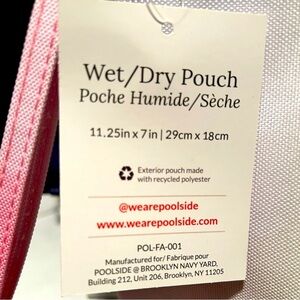 Wet/Dry Pouch
Poche Humide/Sèche
11.25in x 7in | 29cm x 18cm
Exterior pouch made
with recycled polyester
@wearepoolside
www.wearepoolside.com
POL-FA-001
Manufactured for/ Fabrique pour
POOLSIDE @ BROOKLYN NAVY YARD,
Building 212, Unit 206, Brooklyn, NY 11205